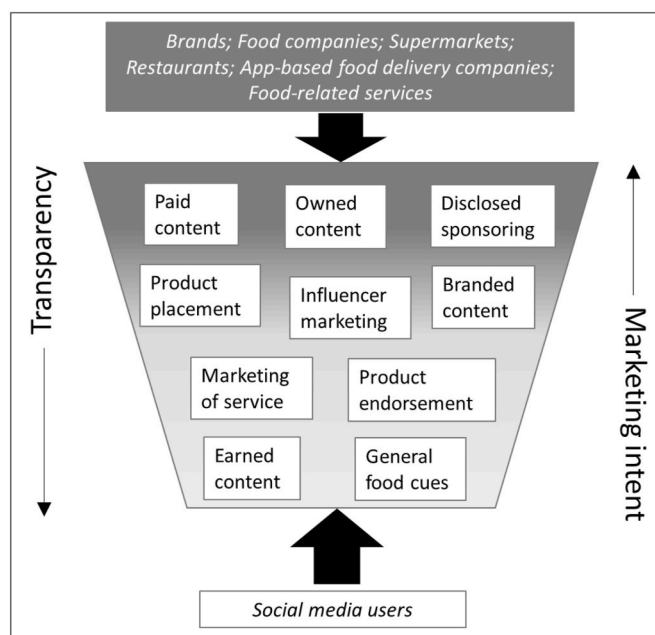 Brands; Food companies; Supermarkets;
Restaurants; App-based food delivery companies;
Food-related services
Transparency
Marketing intent
Paid
content
Owned
content
Disclosed
sponsoring
Product
placement
Influencer
marketing
Branded
content
Marketing
of service
Product
endorsement
Earned
content
General
food cues
Social media users